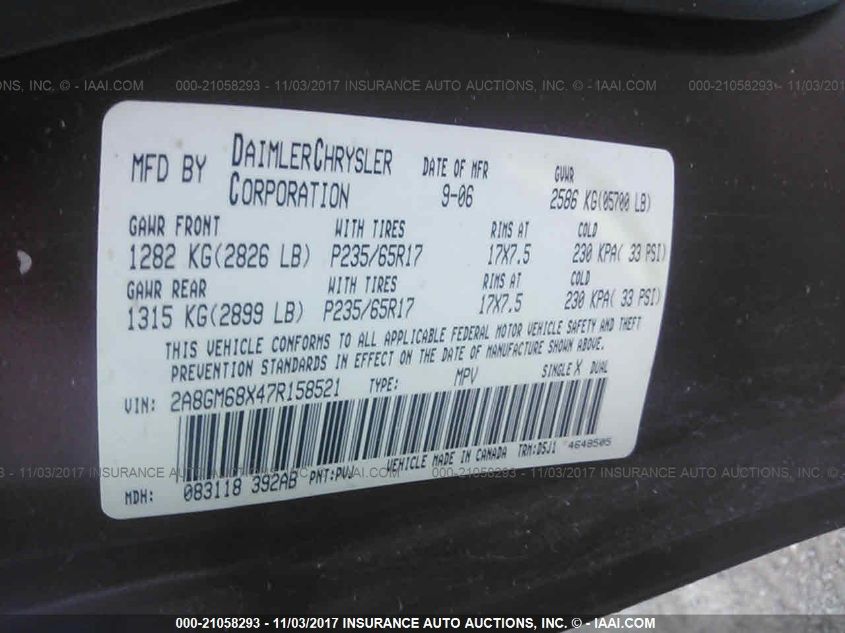 000-21058293 - 11/03/2017 INSURANCE AUTO AUCTIONS, INC. © - IAAI.COM
MFD BY DAIMLERCHRYSLER CORPORATION
DATE OF MFR 9-06
GVWR 2586 KG(05700 LB)
GAWR FRONT WITH TIRES RIMS AT COLD
1282 KG(2826 LB) P235/65R17 17X7.5 230 KPA( 33 PSI)
GAWR REAR WITH TIRES RIMS AT COLD
1315 KG(2899 LB) P235/65R17 17X7.5 230 KPA( 33 PSI)
THIS VEHICLE CONFORMS TO ALL APPLICABLE FEDERAL MOTOR VEHICLE SAFETY AND THEFT
PREVENTION STANDARDS IN EFFECT ON THE DATE OF MANUFACTURE SHOWN ABOVE.
VIN: 2A8GM68X47R158521 TYPE: MPV SINGLE X DUAL
MDH: 083118 392AB PNT:PVJ VEHICLE MADE IN CANADA TRM:D5J1 4648505
000-21058293 - 11/03/2017 INSURANCE AUTO AUCTIONS, INC. © - IAAI.COM
000-21058293 - 11/03/2017 INSURANCE AUTO AUCTIONS, INC. © - IAAI.COM